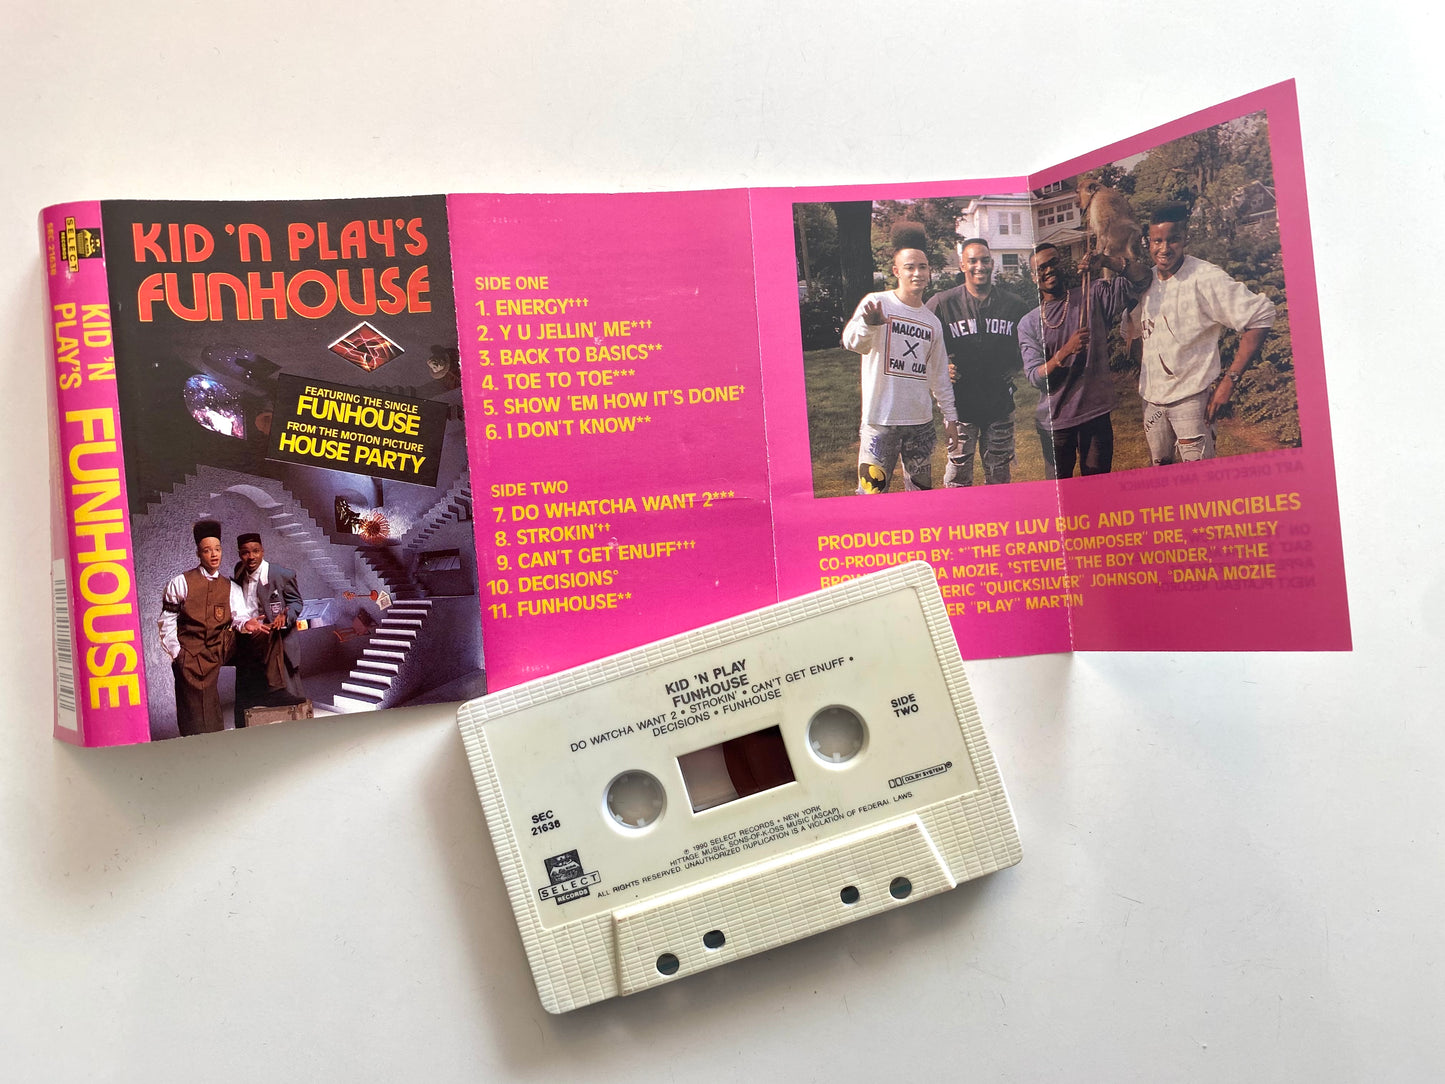 SELECT
RECORDS
SEC 21638
KID 'N
PLAY'S
FUNHOUSE
KID 'N PLAY'S
FUNHOUSE
FEATURING THE SINGLE
FUNHOUSE
FROM THE MOTION PICTURE
HOUSE PARTY
SIDE ONE
1. ENERGY†††
2. Y U JELLIN' ME*††
3. BACK TO BASICS**
4. TOE TO TOE***
5. SHOW 'EM HOW IT'S DONE†
6. I DON'T KNOW**
SIDE TWO
7. DO WHATCHA WANT 2***
8. STROKIN'††
9. CAN'T GET ENUFF†††
10. DECISIONS°
11. FUNHOUSE**
MALCOLM
X
FAN CLUB
NEW YORK
PRODUCED BY HURBY LUV BUG AND THE INVINCIBLES
CO-PRODUCED BY: *"THE GRAND COMPOSER" DRE, **STANLEY
MOZIE, †STEVIE "THE BOY WONDER," ††THE
ERIC "QUICKSILVER" JOHNSON, °DANA MOZIE
"PLAY" MARTIN
KID 'N PLAY
FUNHOUSE
DO WATCHA WANT 2 • STROKIN' • CAN'T GET ENUFF •
DECISIONS • FUNHOUSE
SIDE
TWO
SEC
21638
DOLBY SYSTEM®
℗ 1990 SELECT RECORDS • NEW YORK
HITTAGE MUSIC, SONS-OF-K-OSS MUSIC (ASCAP)
ALL RIGHTS RESERVED. UNAUTHORIZED DUPLICATION IS A VIOLATION OF FEDERAL LAWS.
SELECT
RECORDS